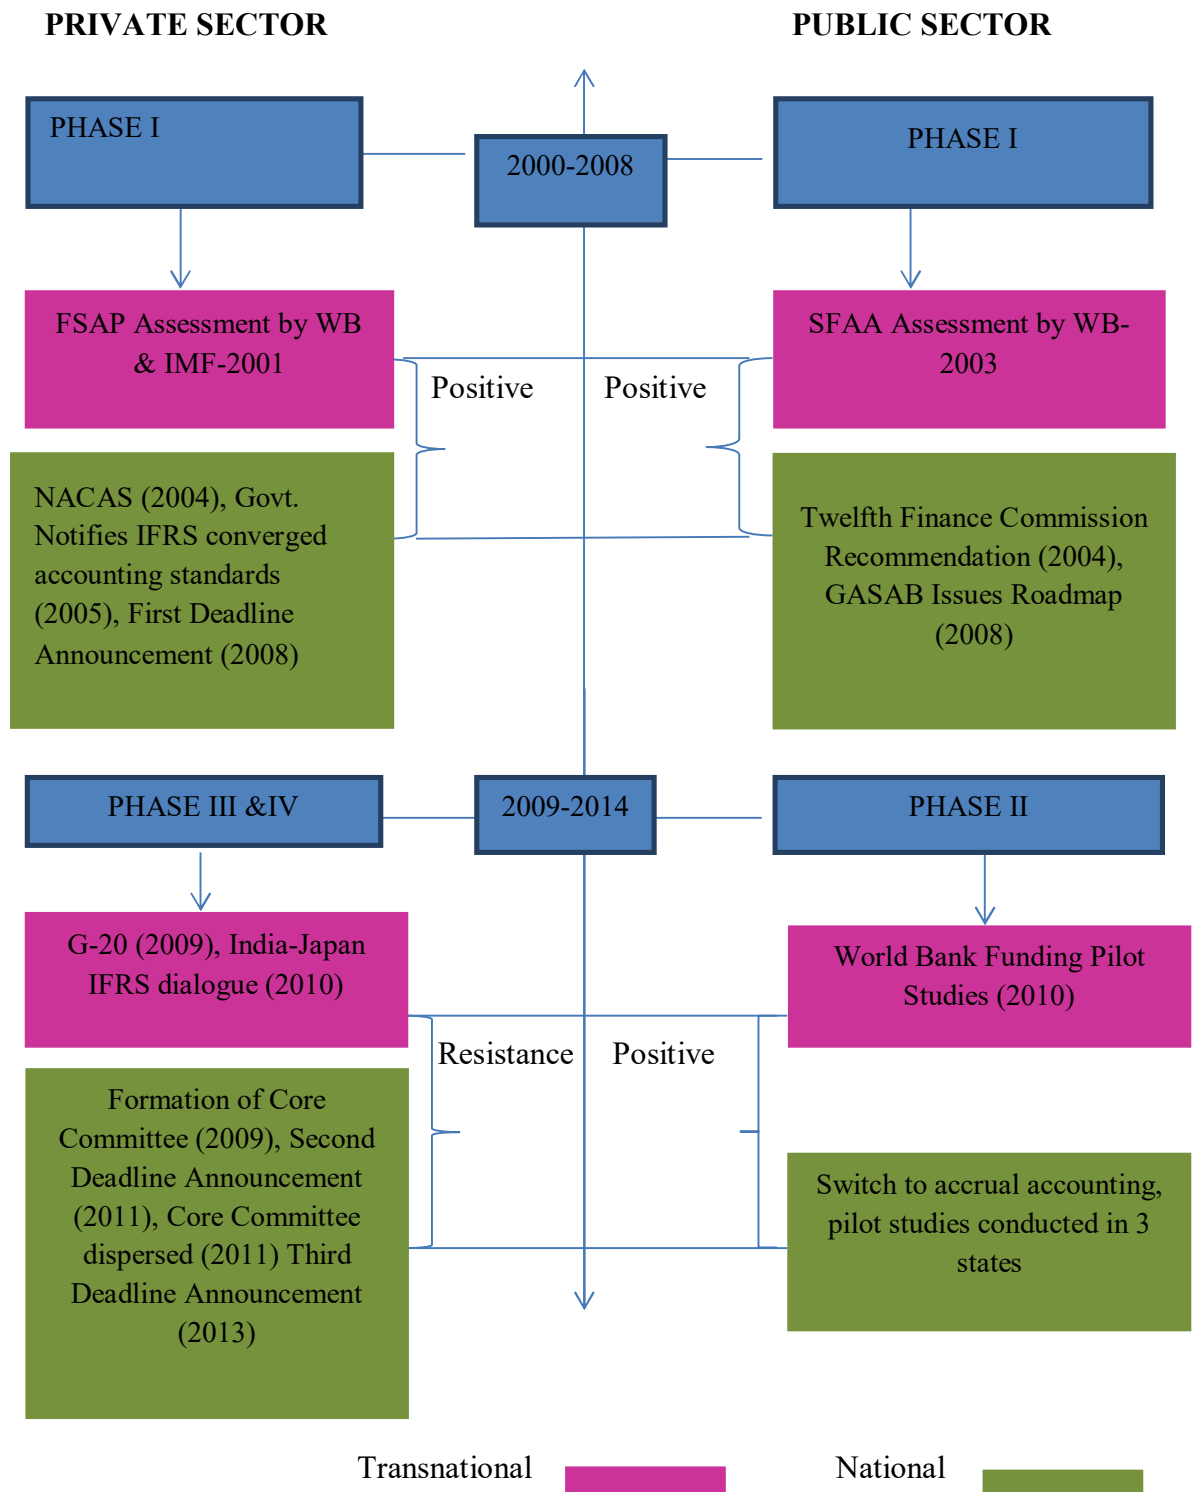 PRIVATE SECTOR
PUBLIC SECTOR
PHASE I
2000-2008
PHASE I
FSAP Assessment by WB
& IMF-2001
SFAA Assessment by WB-
2003
Positive
Positive
NACAS (2004), Govt.
Notifies IFRS converged
accounting standards
(2005), First Deadline
Announcement (2008)
Twelfth Finance Commission
Recommendation (2004),
GASAB Issues Roadmap
(2008)
PHASE III &IV
2009-2014
PHASE II
G-20 (2009), India-Japan
IFRS dialogue (2010)
World Bank Funding Pilot
Studies (2010)
Resistance
Positive
Formation of Core
Committee (2009), Second
Deadline Announcement
(2011), Core Committee
dispersed (2011) Third
Deadline Announcement
(2013)
Switch to accrual accounting,
pilot studies conducted in 3
states
Transnational
National